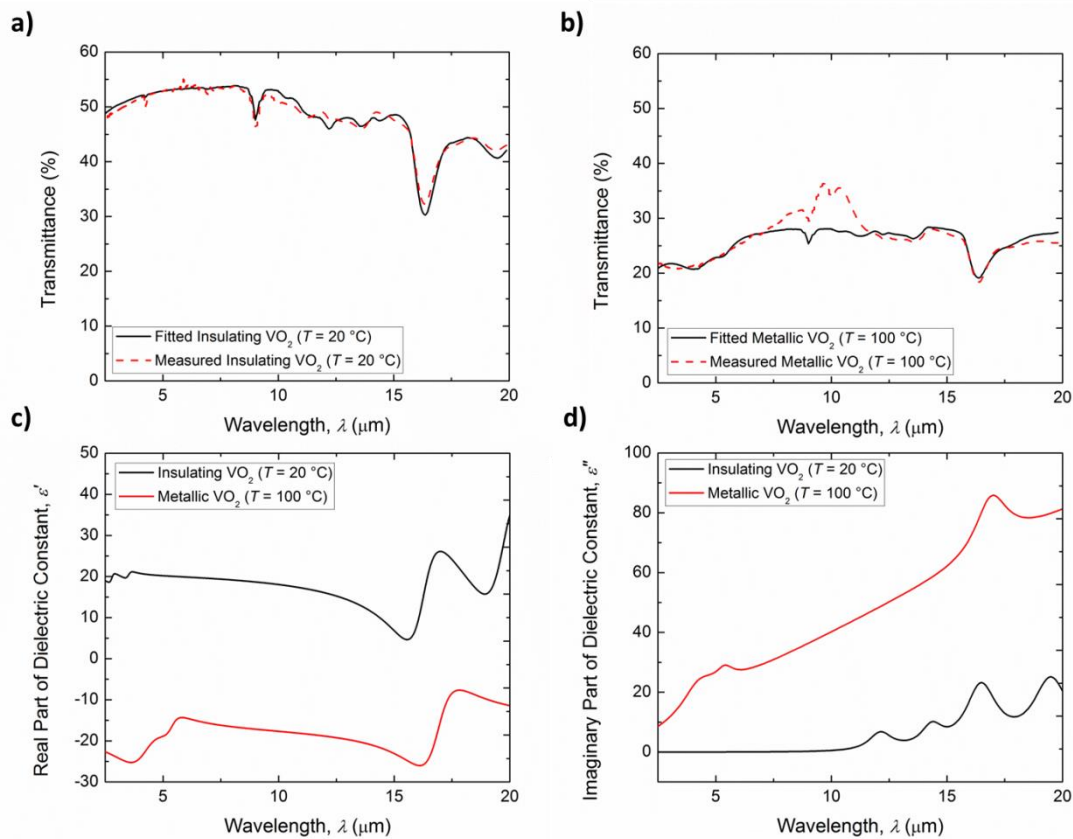 a)
60
50
40
30
20
10
0
Transmittance (%)
Fitted Insulating VO₂ (T = 20 °C)
Measured Insulating VO₂ (T = 20 °C)
5 10 15 20
Wavelength, λ (μm)
b)
60
50
40
30
20
10
0
Transmittance (%)
Fitted Metallic VO₂ (T = 100 °C)
Measured Metallic VO₂ (T = 100 °C)
5 10 15 20
Wavelength, λ (μm)
c)
50
40
30
20
10
0
-10
-20
-30
Real Part of Dielectric Constant, ε'
Insulating VO₂ (T = 20 °C)
Metallic VO₂ (T = 100 °C)
5 10 15 20
Wavelength, λ (μm)
d)
100
80
60
40
20
0
Imaginary Part of Dielectric Constant, ε"
Insulating VO₂ (T = 20 °C)
Metallic VO₂ (T = 100 °C)
5 10 15 20
Wavelength, λ (μm)